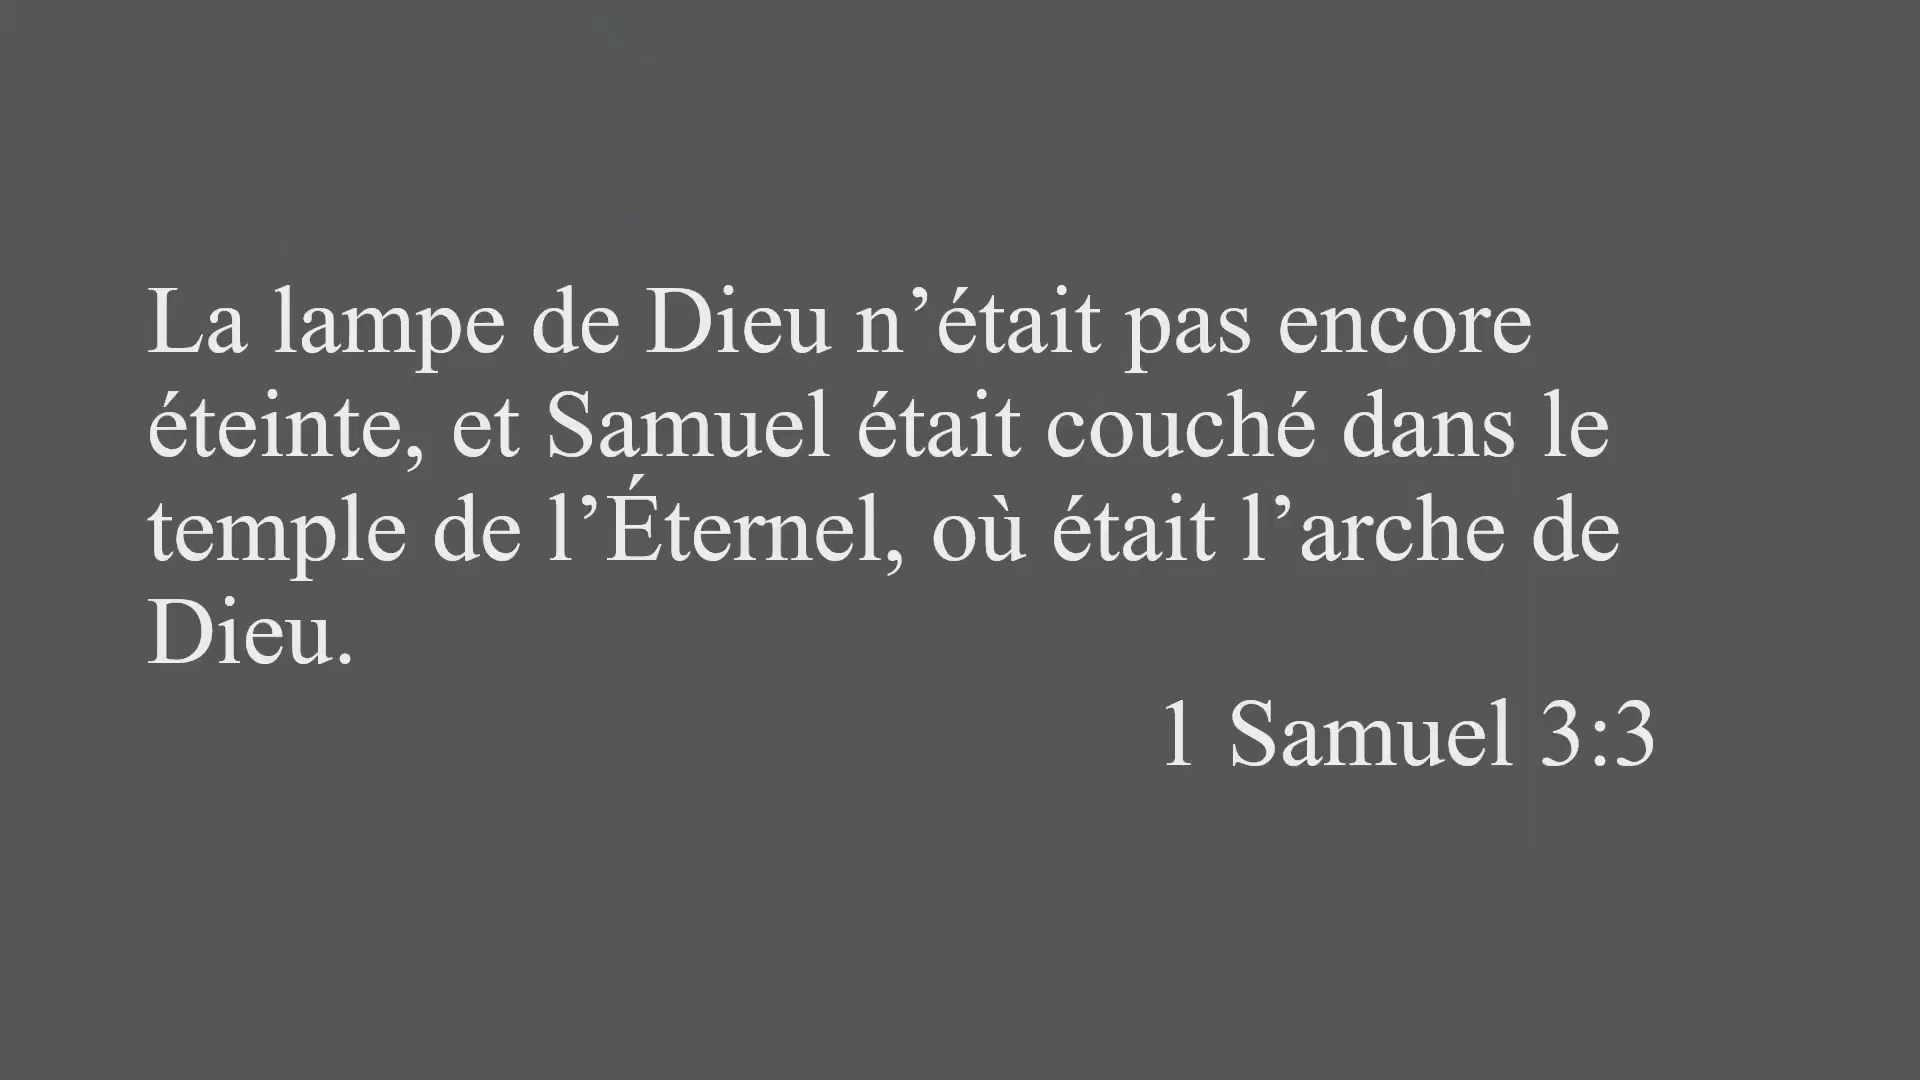 La lampe de Dieu n’était pas encore
éteinte, et Samuel était couché dans le
temple de l’Éternel, où était l’arche de
Dieu.
1 Samuel 3:3